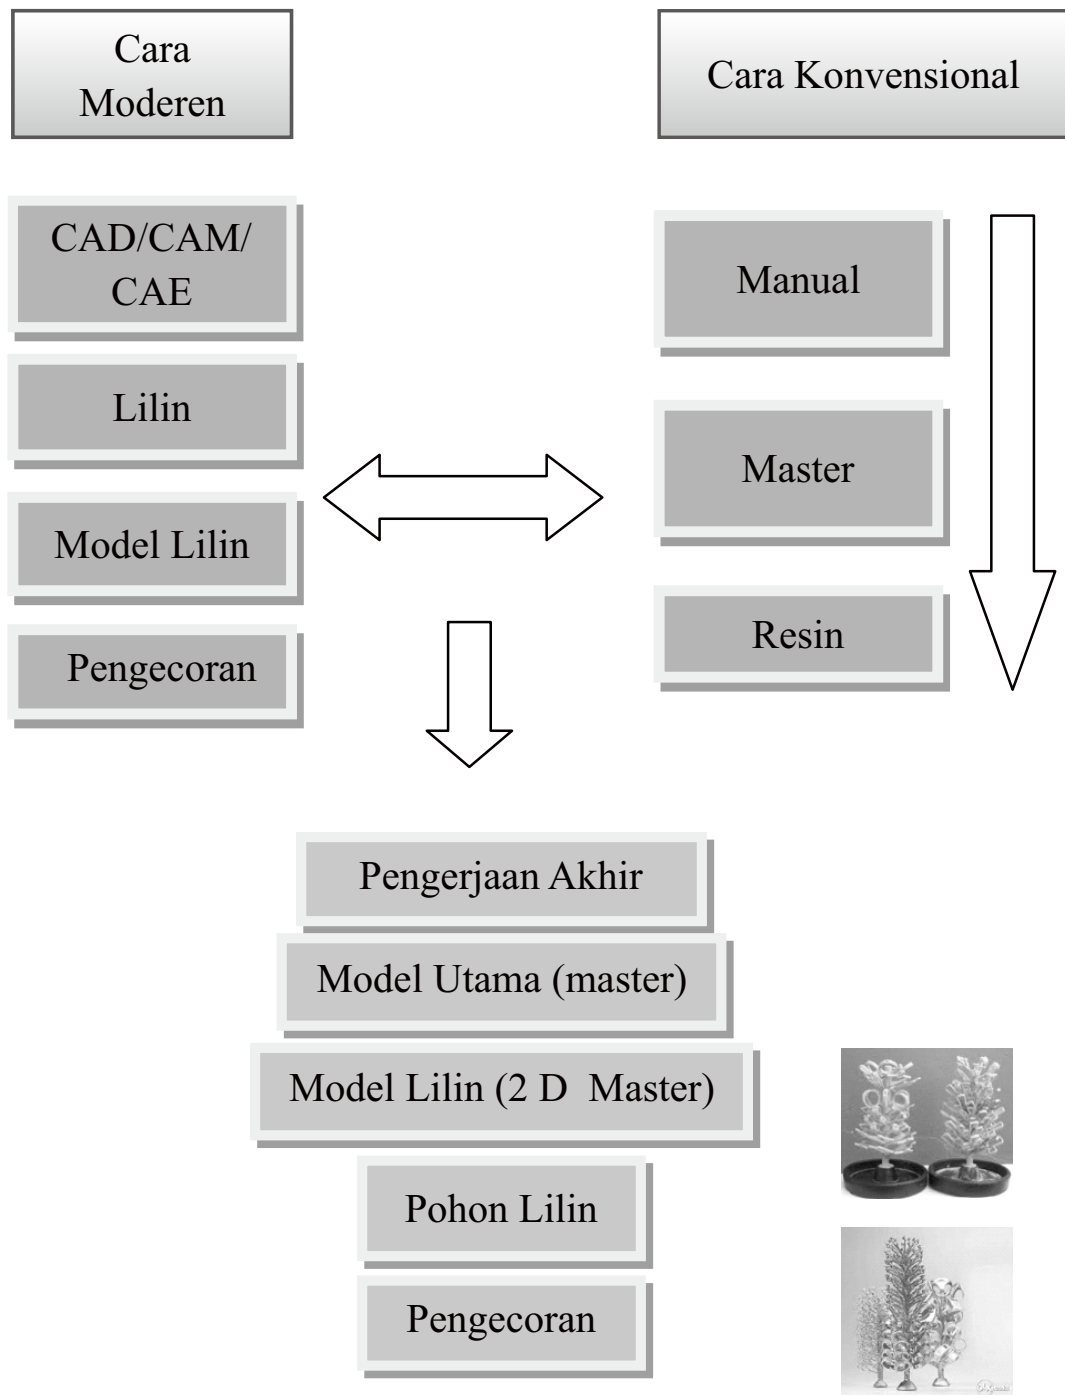 Cara
Moderen
Cara Konvensional
CAD/CAM/
CAE
Lilin
Model Lilin
Pengecoran
Manual
Master
Resin
Pengerjaan Akhir
Model Utama (master)
Model Lilin (2 D  Master)
Pohon Lilin
Pengecoran